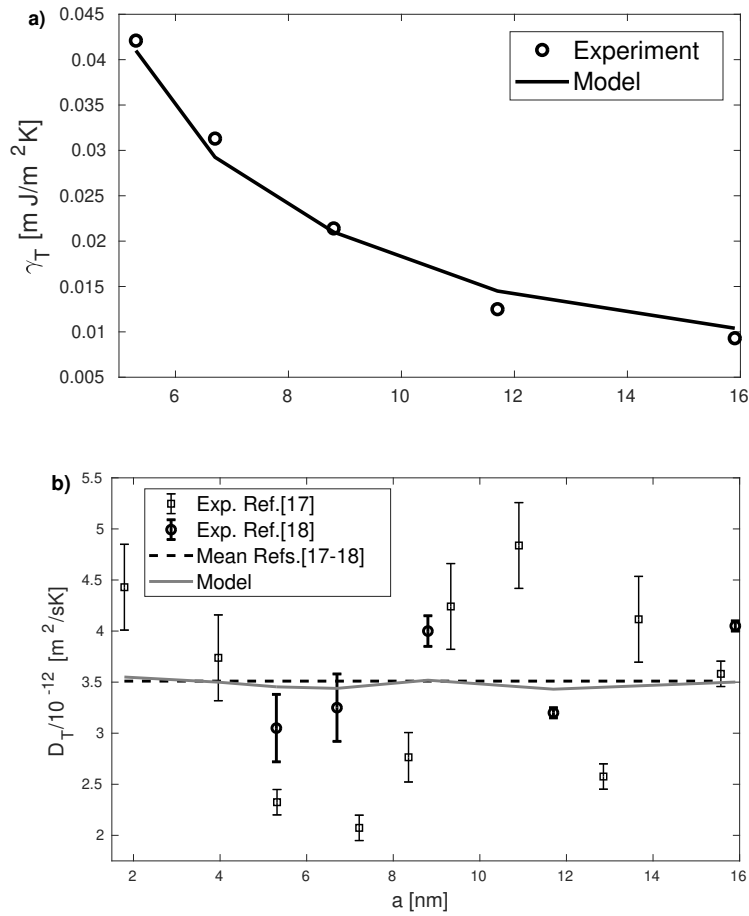 a)
0.045
0.04
0.035
0.03
0.025
0.02
0.015
0.01
0.005
γ_T [m J/m ²K]
Experiment
Model
6 8 10 12 14 16
b)
5.5
5
4.5
4
3.5
3
2.5
2
D_T/10⁻¹² [m²/sK]
Exp. Ref.[17]
Exp. Ref.[18]
Mean Refs.[17-18]
Model
2 4 6 8 10 12 14 16
a [nm]